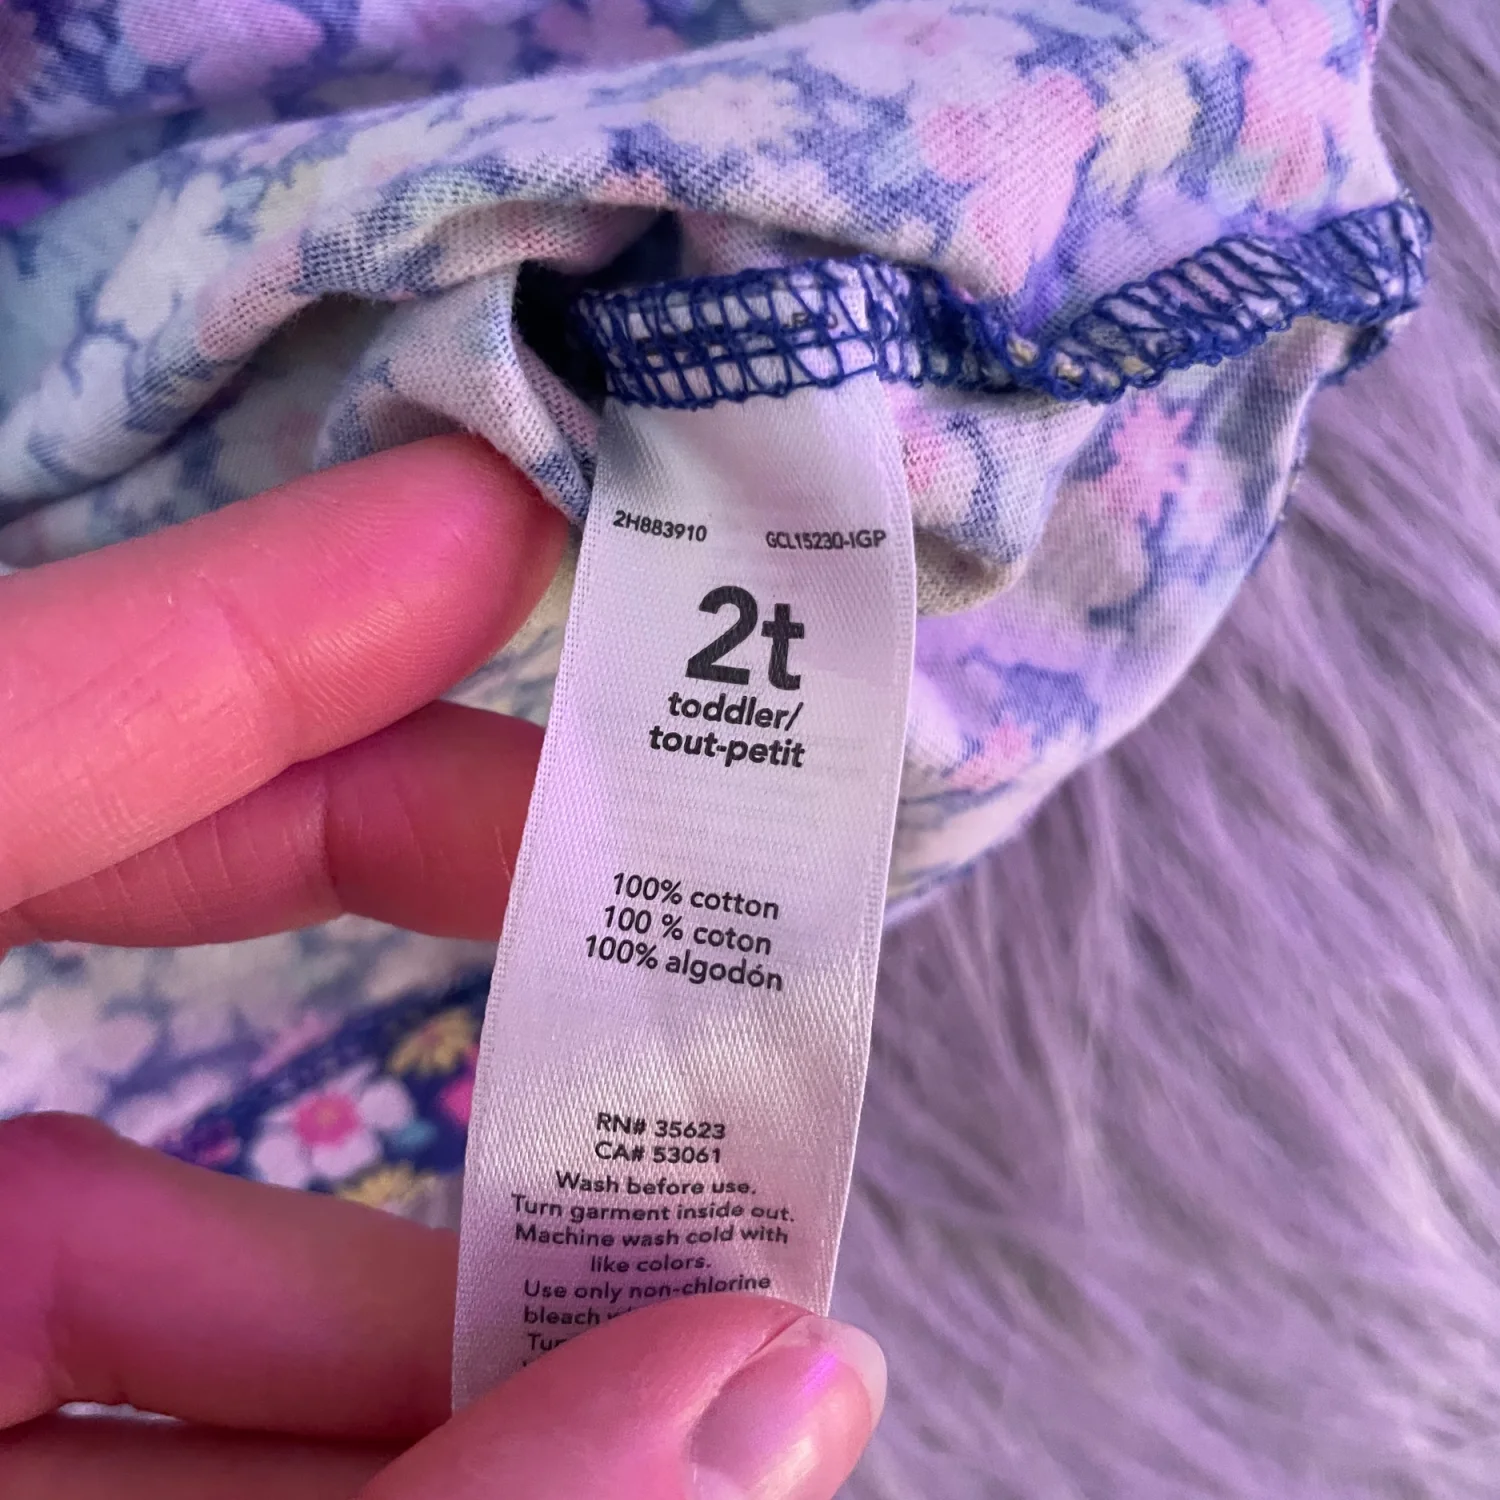 2H883910 GCL15230-IGP
2t
toddler/
tout-petit
100% cotton
100 % coton
100% algodón
RN# 35623
CA# 53061
Wash before use.
Turn garment inside out.
Machine wash cold with
like colors.
Use only non-chlorine
bleach